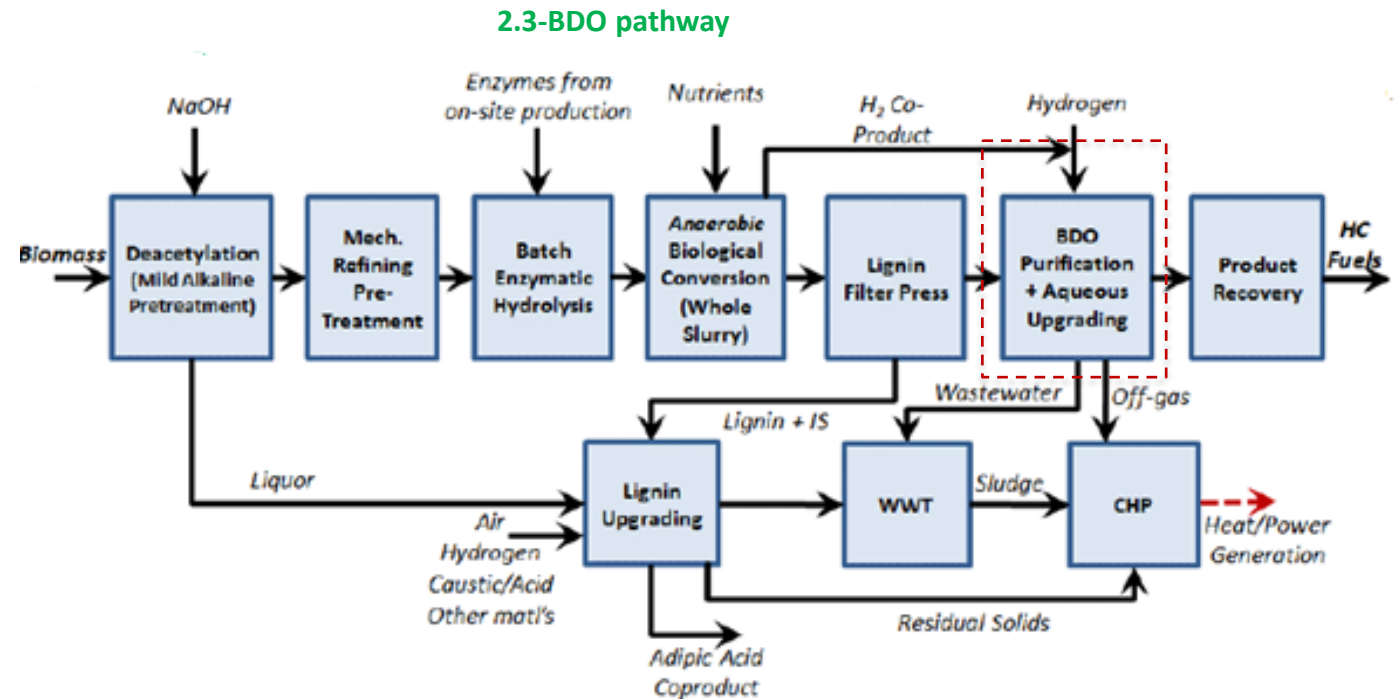 2.3-BDO pathway
NaOH
Enzymes from
on-site production
Nutrients
H₂ Co-
Product
Hydrogen
Biomass
Deacetylation
(Mild Alkaline
Pretreatment)
Mech.
Refining
Pre-
Treatment
Batch
Enzymatic
Hydrolysis
Anaerobic
Biological
Conversion
(Whole
Slurry)
Lignin
Filter Press
BDO
Purification
+ Aqueous
Upgrading
Product
Recovery
HC
Fuels
Wastewater
Off-gas
Lignin + IS
Liquor
Lignin
Upgrading
WWT
Sludge
CHP
Heat/Power
Generation
Air
Hydrogen
Caustic/Acid
Other matl's
Residual Solids
Adipic Acid
Coproduct